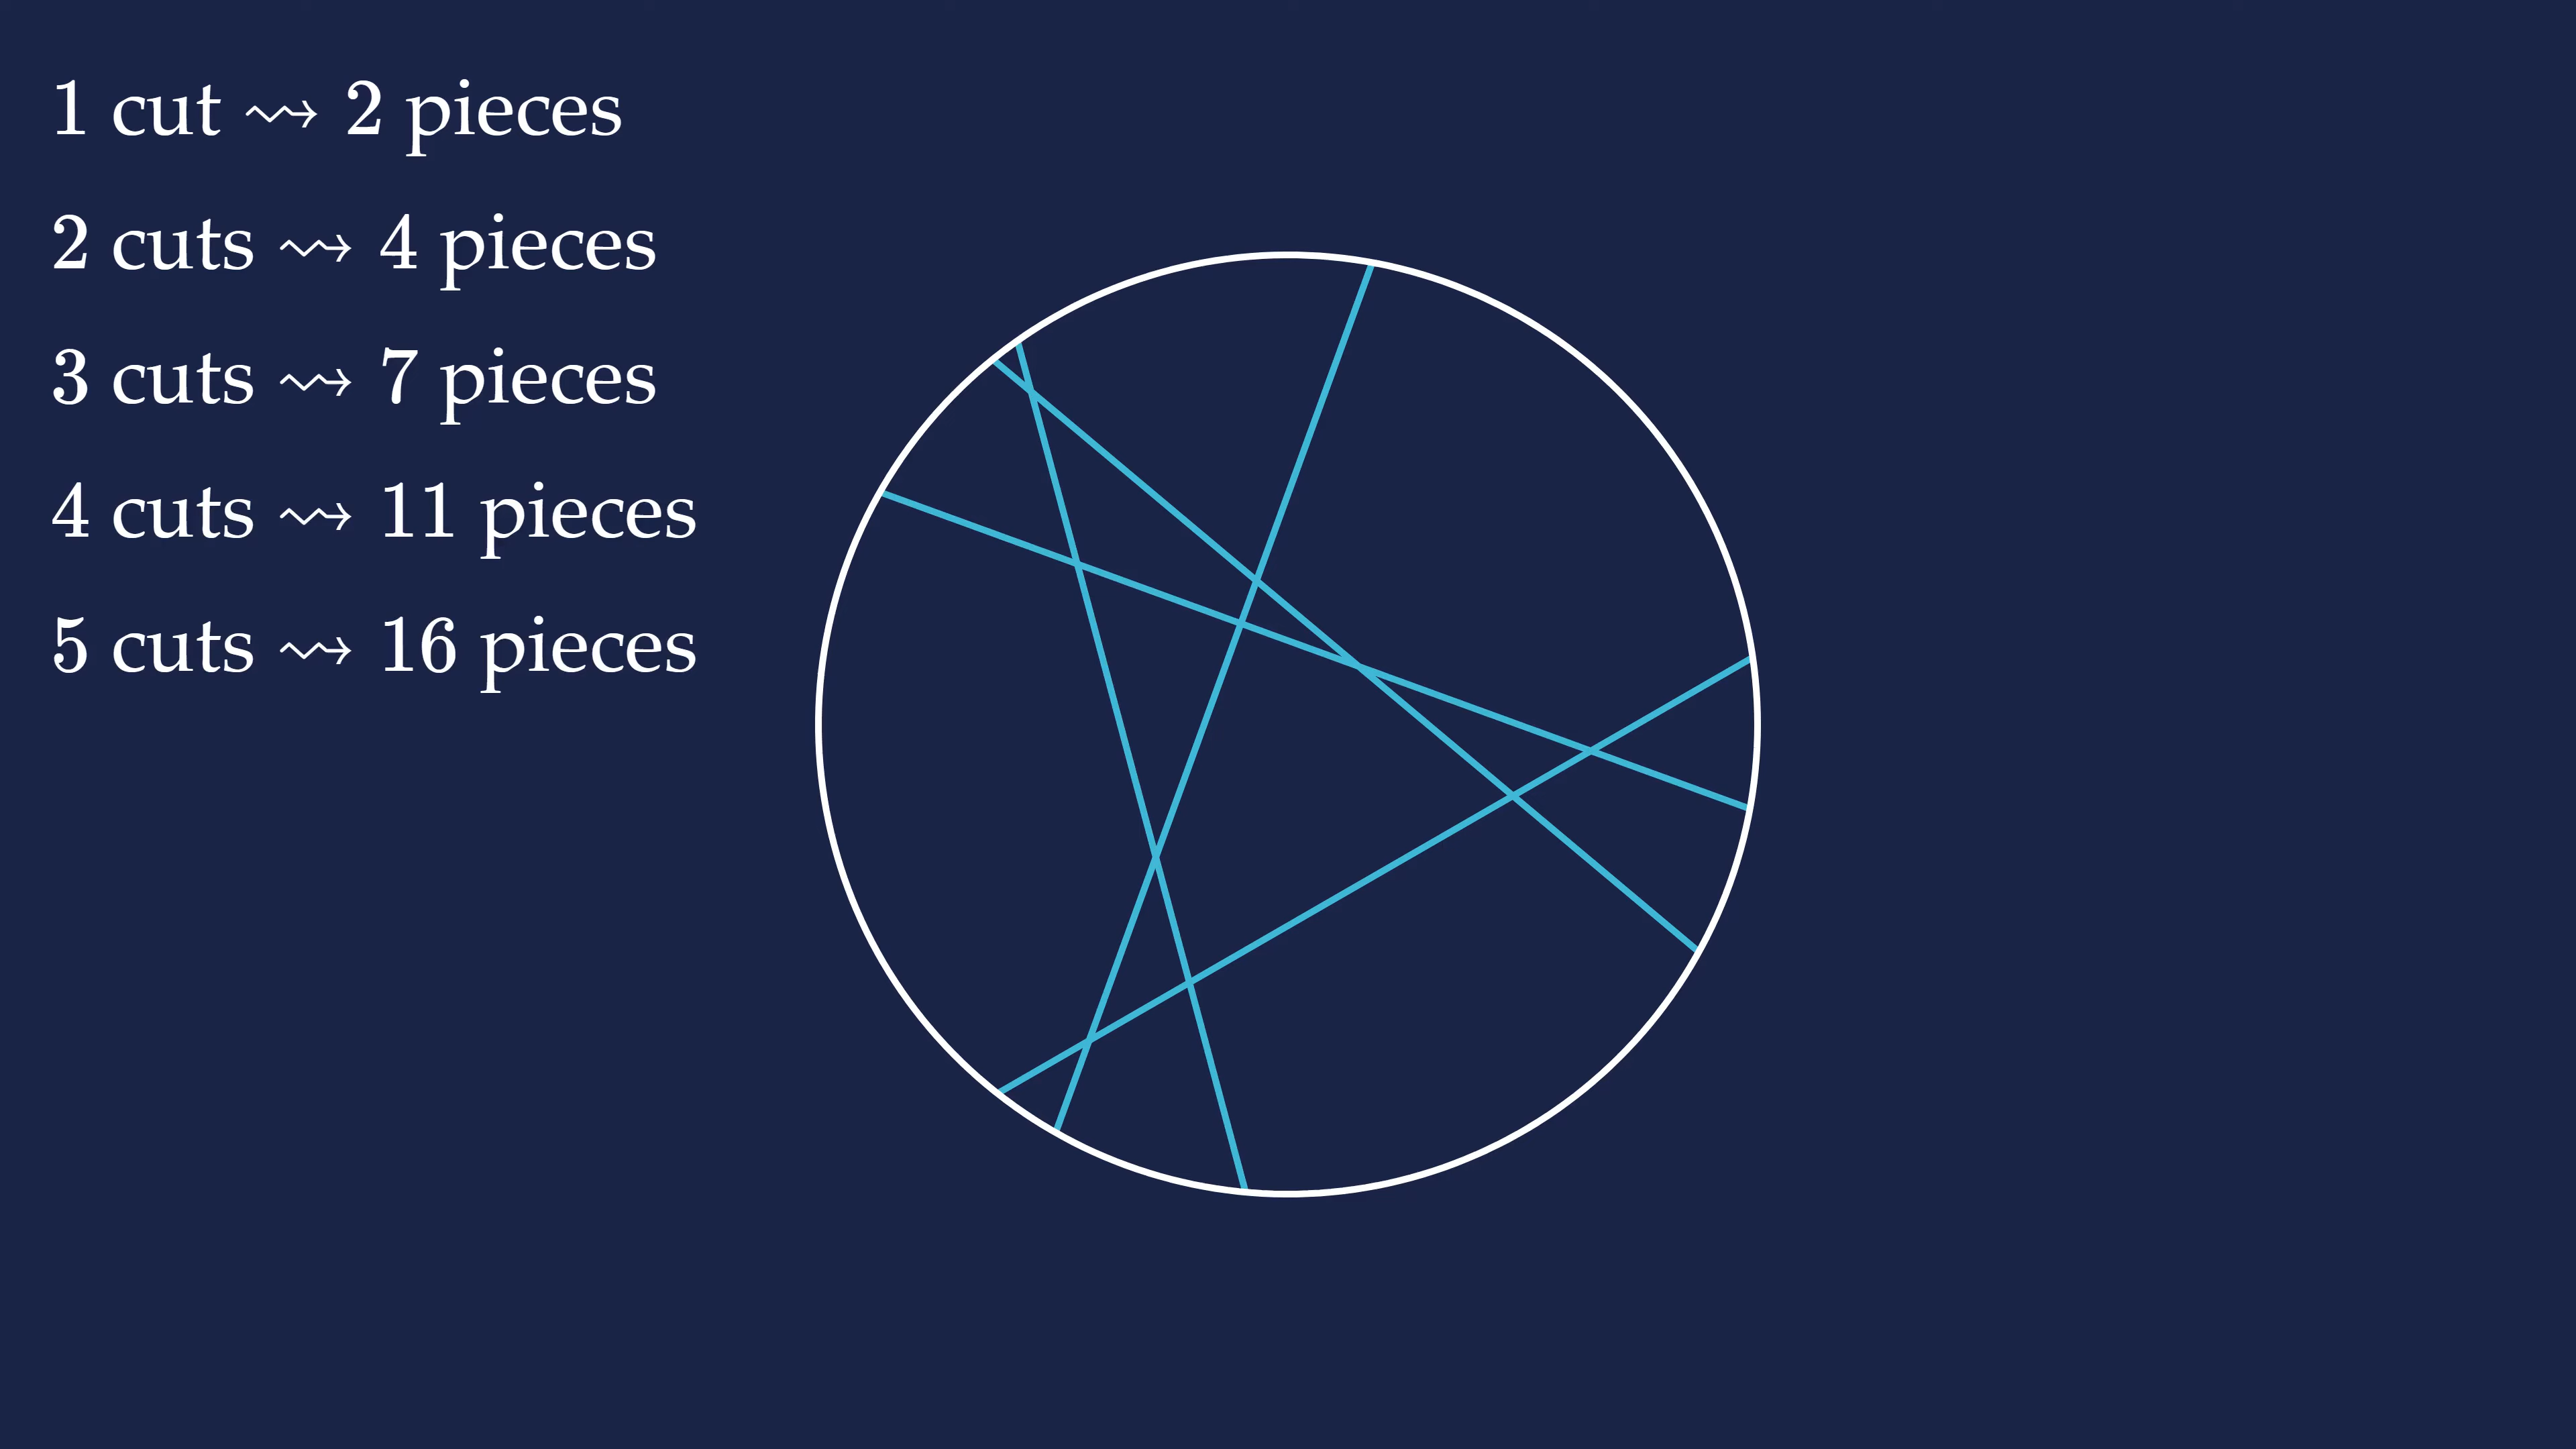 1 cut ⇝ 2 pieces
2 cuts ⇝ 4 pieces
3 cuts ⇝ 7 pieces
4 cuts ⇝ 11 pieces
5 cuts ⇝ 16 pieces